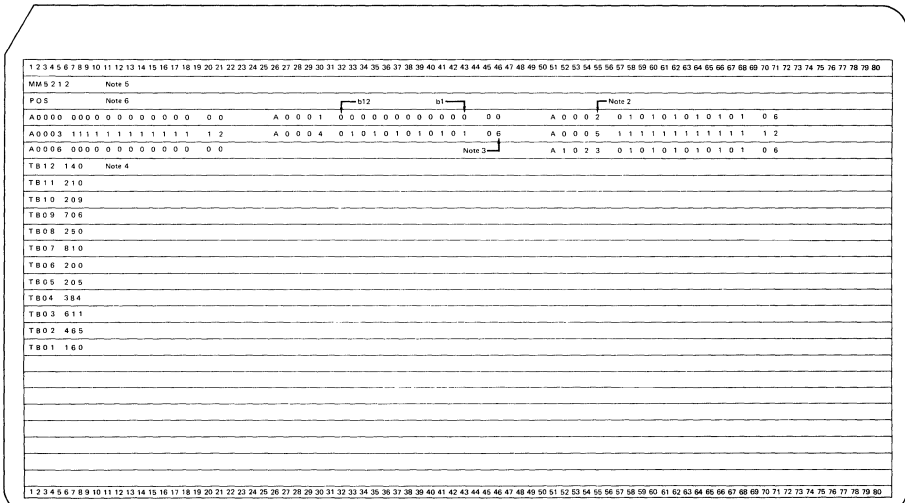 1 2 3 4 5 6 7 8 9 10 11 12 13 14 15 16 17 18 19 20 21 22 23 24 25 26 27 28 29 30 31 32 33 34 35 36 37 38 39 40 41 42 43 44 45 46 47 48 49 50 51 52 53 54 55 56 57 58 59 60 61 62 63 64 65 66 67 68 69 70 71 72 73 74 75 76 77 78 79 80
MM5212 Note 5
POS Note 6 b12 b1 Note 2
A0000 000000000000 00 A0001 000000000000 00 A0002 010101010101 06
A0003 111111111111 12 A0004 010101010101 06 A0005 111111111111 12
A0006 000000000000 00 Note 3 A1023 010101010101 06
TB12 140 Note 4
TB11 210
TB10 209
TB09 706
TB08 250
TB07 810
TB06 200
TB05 205
TB04 384
TB03 611
TB02 465
TB01 160
1 2 3 4 5 6 7 8 9 10 11 12 13 14 15 16 17 18 19 20 21 22 23 24 25 26 27 28 29 30 31 32 33 34 35 36 37 38 39 40 41 42 43 44 45 46 47 48 49 50 51 52 53 54 55 56 57 58 59 60 61 62 63 64 65 66 67 68 69 70 71 72 73 74 75 76 77 78 79 80